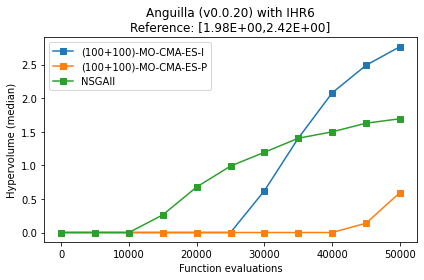 Anguilla (v0.0.20) with IHR6
Reference: [1.98E+00,2.42E+00]
(100+100)-MO-CMA-ES-I
(100+100)-MO-CMA-ES-P
NSGAII
Hypervolume (median)
2.5
2.0
1.5
1.0
0.5
0.0
0 10000 20000 30000 40000 50000
Function evaluations